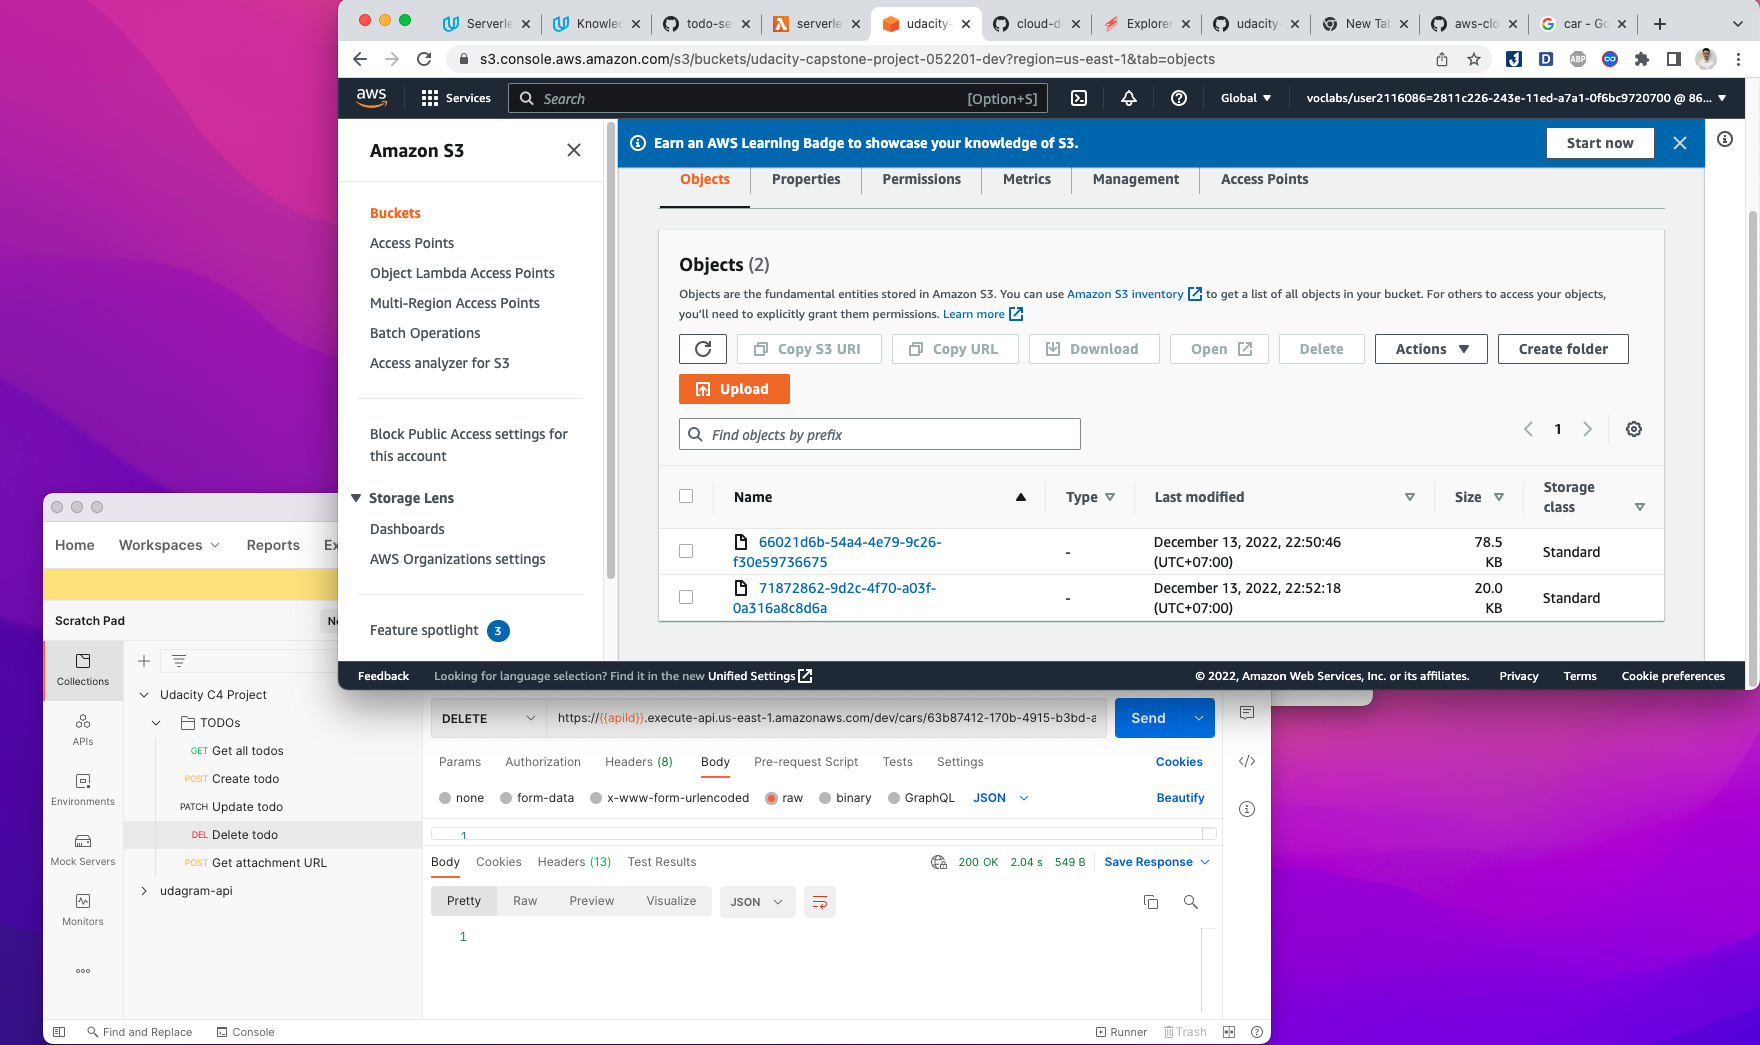 Serverle
Knowled
todo-se
serverle
udacity-
cloud-d
Explorer
udacity-
New Tab
aws-clo
car - Go
s3.console.aws.amazon.com/s3/buckets/udacity-capstone-project-052201-dev?region=us-east-1&tab=objects
aws
Services
Search
[Option+S]
Global
voclabs/user2116086=2811c226-243e-11ed-a7a1-0f6bc9720700 @ 86...
Amazon S3
Earn an AWS Learning Badge to showcase your knowledge of S3.
Start now
Buckets
Access Points
Object Lambda Access Points
Multi-Region Access Points
Batch Operations
Access analyzer for S3
Block Public Access settings for
this account
Storage Lens
Dashboards
AWS Organizations settings
Feature spotlight 3
Objects
Properties
Permissions
Metrics
Management
Access Points
Objects (2)
Objects are the fundamental entities stored in Amazon S3. You can use Amazon S3 inventory to get a list of all objects in your bucket. For others to access your objects,
you'll need to explicitly grant them permissions. Learn more
Copy S3 URI
Copy URL
Download
Open
Delete
Actions
Create folder
Upload
Find objects by prefix
1
Name
Type
Last modified
Size
Storage
class
66021d6b-54a4-4e79-9c26-
f30e59736675
-
December 13, 2022, 22:50:46
(UTC+07:00)
78.5
KB
Standard
71872862-9d2c-4f70-a03f-
0a316a8c8d6a
-
December 13, 2022, 22:52:18
(UTC+07:00)
20.0
KB
Standard
Feedback
Looking for language selection? Find it in the new Unified Settings
© 2022, Amazon Web Services, Inc. or its affiliates.
Privacy
Terms
Cookie preferences
Home
Workspaces
Reports
Ex
Scratch Pad
Ne
Collections
APIs
Environments
Mock Servers
Monitors
Udacity C4 Project
TODOs
GET Get all todos
POST Create todo
PATCH Update todo
DEL Delete todo
POST Get attachment URL
udagram-api
DELETE
https://{{apiId}}.execute-api.us-east-1.amazonaws.com/dev/cars/63b87412-170b-4915-b3bd-a
Send
Params
Authorization
Headers (8)
Body
Pre-request Script
Tests
Settings
Cookies
none
form-data
x-www-form-urlencoded
raw
binary
GraphQL
JSON
Beautify
1
Body
Cookies
Headers (13)
Test Results
200 OK
2.04 s
549 B
Save Response
Pretty
Raw
Preview
Visualize
JSON
1
Find and Replace
Console
Runner
Trash